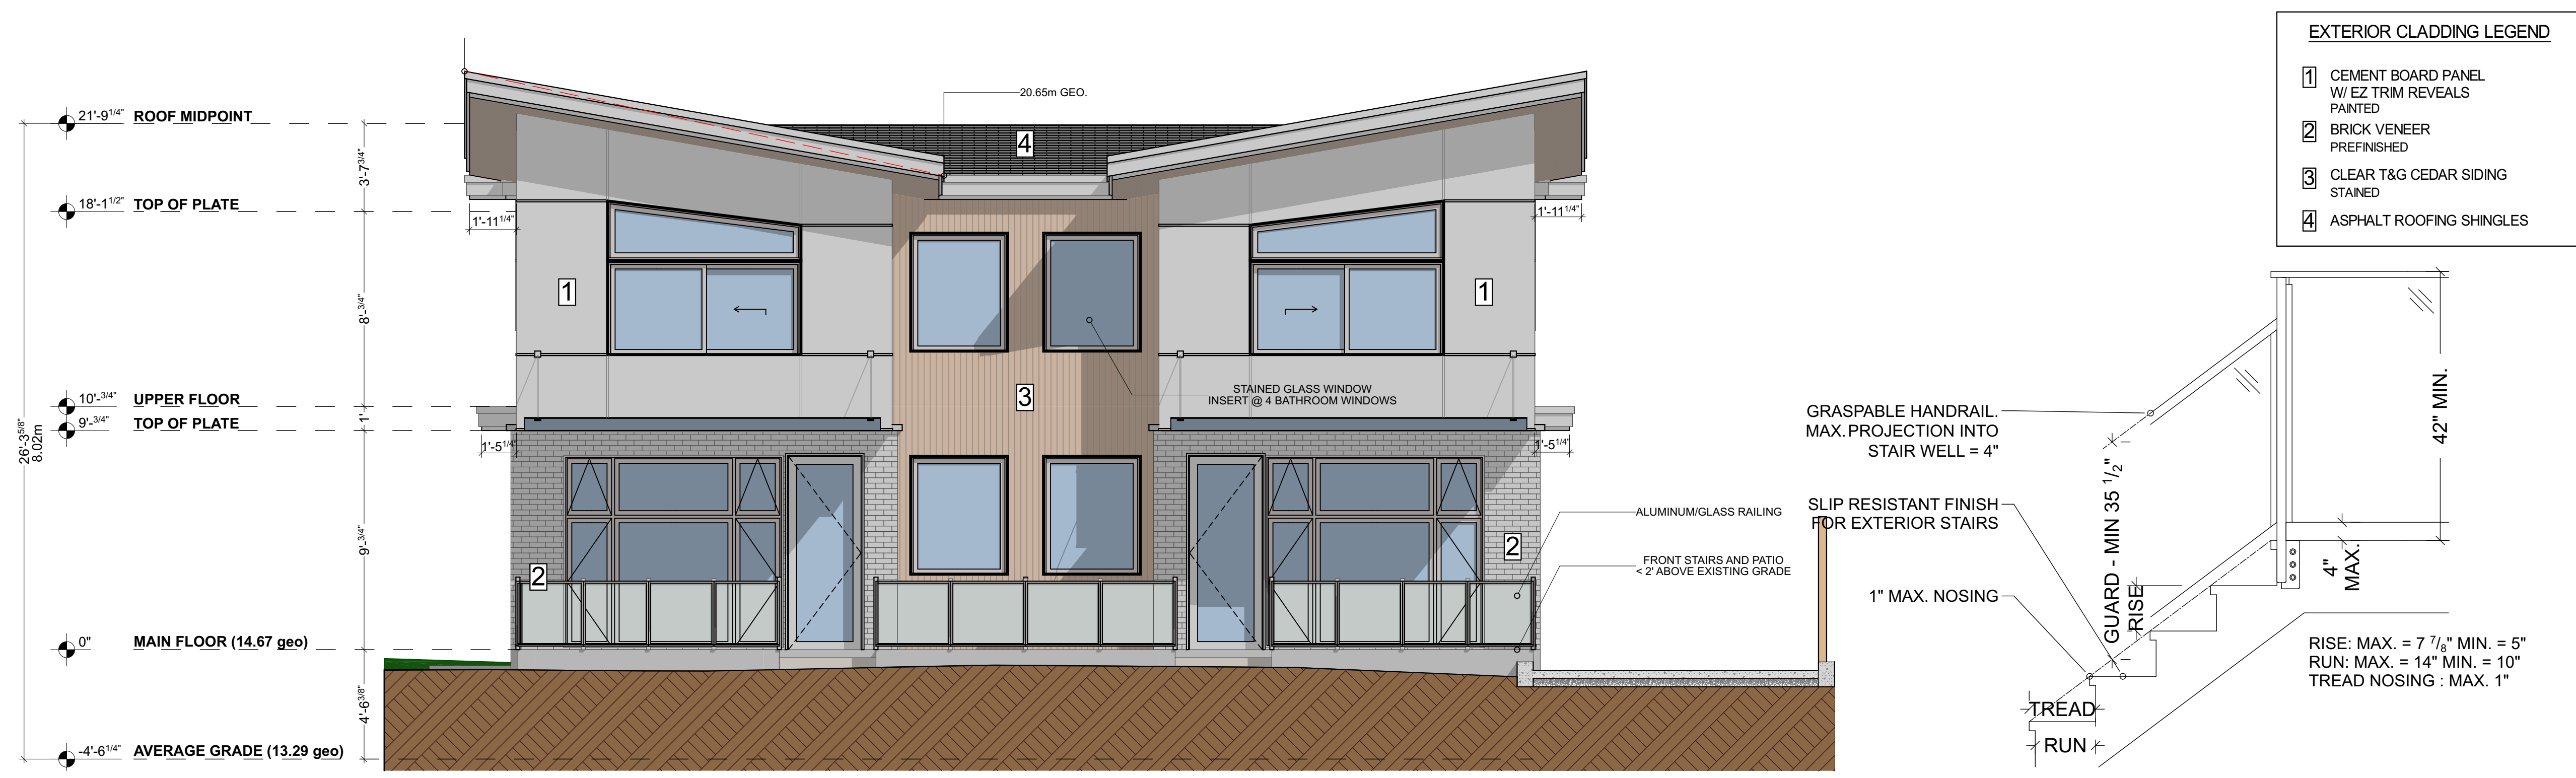 EXTERIOR CLADDING LEGEND
1 CEMENT BOARD PANEL
W/ EZ TRIM REVEALS
PAINTED
2 BRICK VENEER
PREFINISHED
3 CLEAR T&G CEDAR SIDING
STAINED
4 ASPHALT ROOFING SHINGLES
21'-9 1/4" ROOF MIDPOINT
18'-1 1/2" TOP OF PLATE
10'-3/4" UPPER FLOOR
9'-3/4" TOP OF PLATE
0" MAIN FLOOR (14.67 geo)
-4'-6 1/4" AVERAGE GRADE (13.29 geo)
26'-3 5/8"
8.02m
3'-7 3/4"
8'-3/4"
1'
9'-3/4"
4'-6 3/8"
20.65m GEO.
4
1'-11 1/4"
1'-11 1/4"
1
1
3
STAINED GLASS WINDOW
INSERT @ 4 BATHROOM WINDOWS
1'-5 1/4"
1'-5 1/4"
2
2
ALUMINUM/GLASS RAILING
FRONT STAIRS AND PATIO
< 2' ABOVE EXISTING GRADE
GRASPABLE HANDRAIL.
MAX. PROJECTION INTO
STAIR WELL = 4"
SLIP RESISTANT FINISH
FOR EXTERIOR STAIRS
1" MAX. NOSING
GUARD - MIN 35 1/2"
RISE
TREAD
RUN
42" MIN.
4"
MAX.
RISE: MAX. = 7 7/8" MIN. = 5"
RUN: MAX. = 14" MIN. = 10"
TREAD NOSING : MAX. 1"